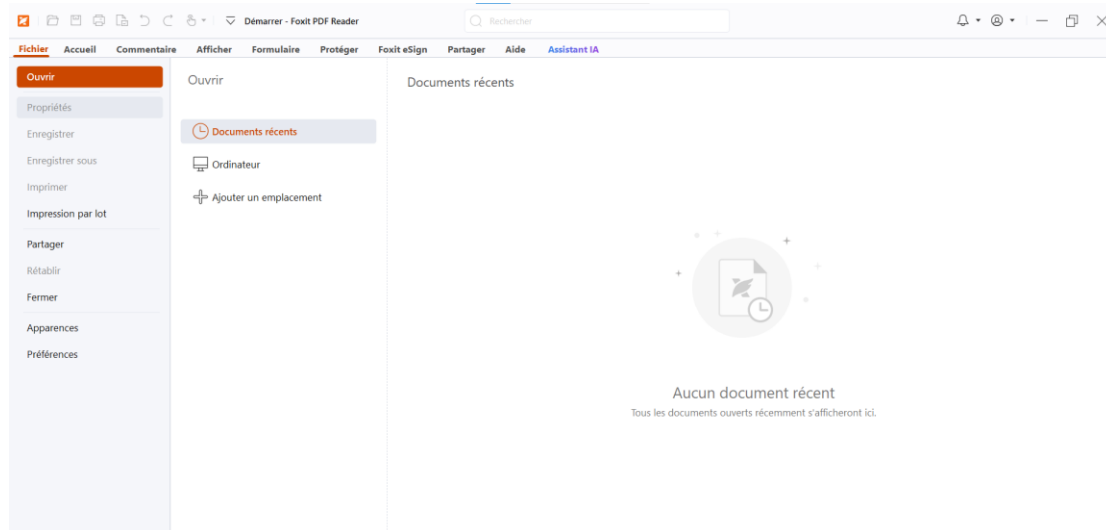 Démarrer - Foxit PDF Reader
Rechercher
Fichier Accueil Commentaire Afficher Formulaire Protéger Foxit eSign Partager Aide Assistant IA
Ouvrir
Propriétés
Enregistrer
Enregistrer sous
Imprimer
Impression par lot
Partager
Rétablir
Fermer
Apparences
Préférences
Ouvrir
Documents récents
Ordinateur
Ajouter un emplacement
Documents récents
Aucun document récent
Tous les documents ouverts récemment s'afficheront ici.